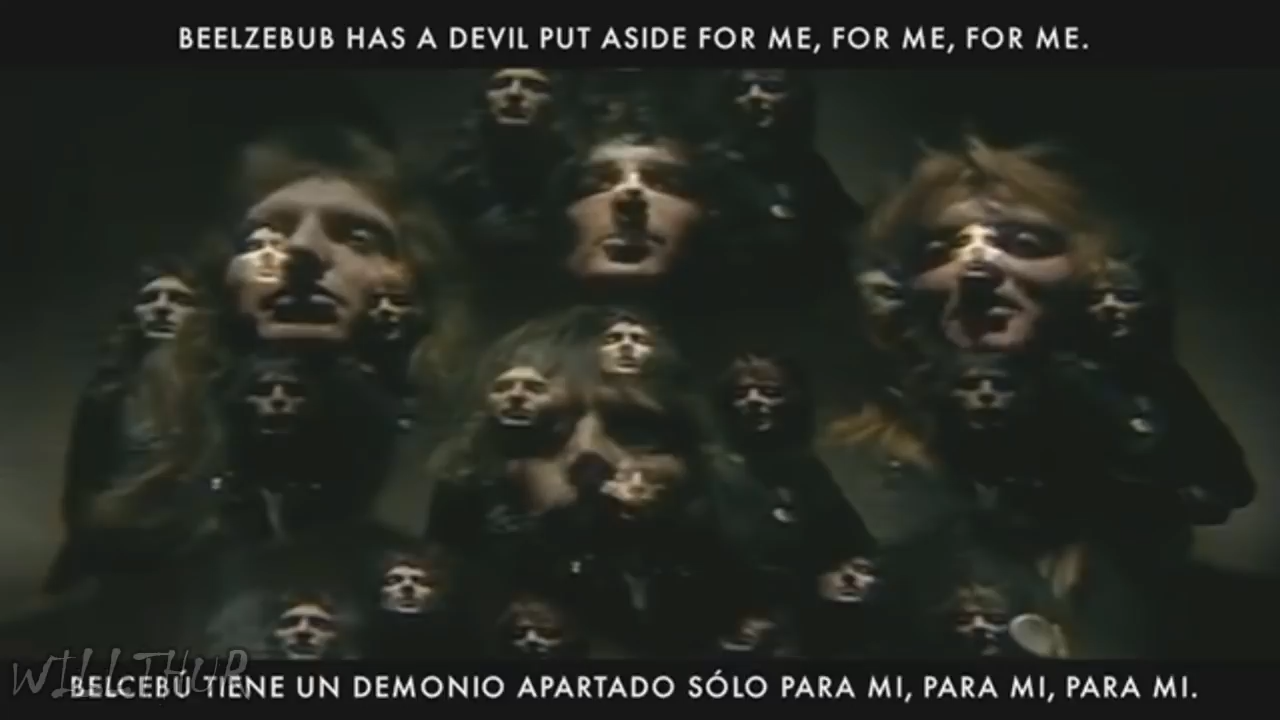 BEELZEBUB HAS A DEVIL PUT ASIDE FOR ME, FOR ME, FOR ME.
WILLTHUR
BELCEBÚ TIENE UN DEMONIO APARTADO SÓLO PARA MI, PARA MI, PARA MI.